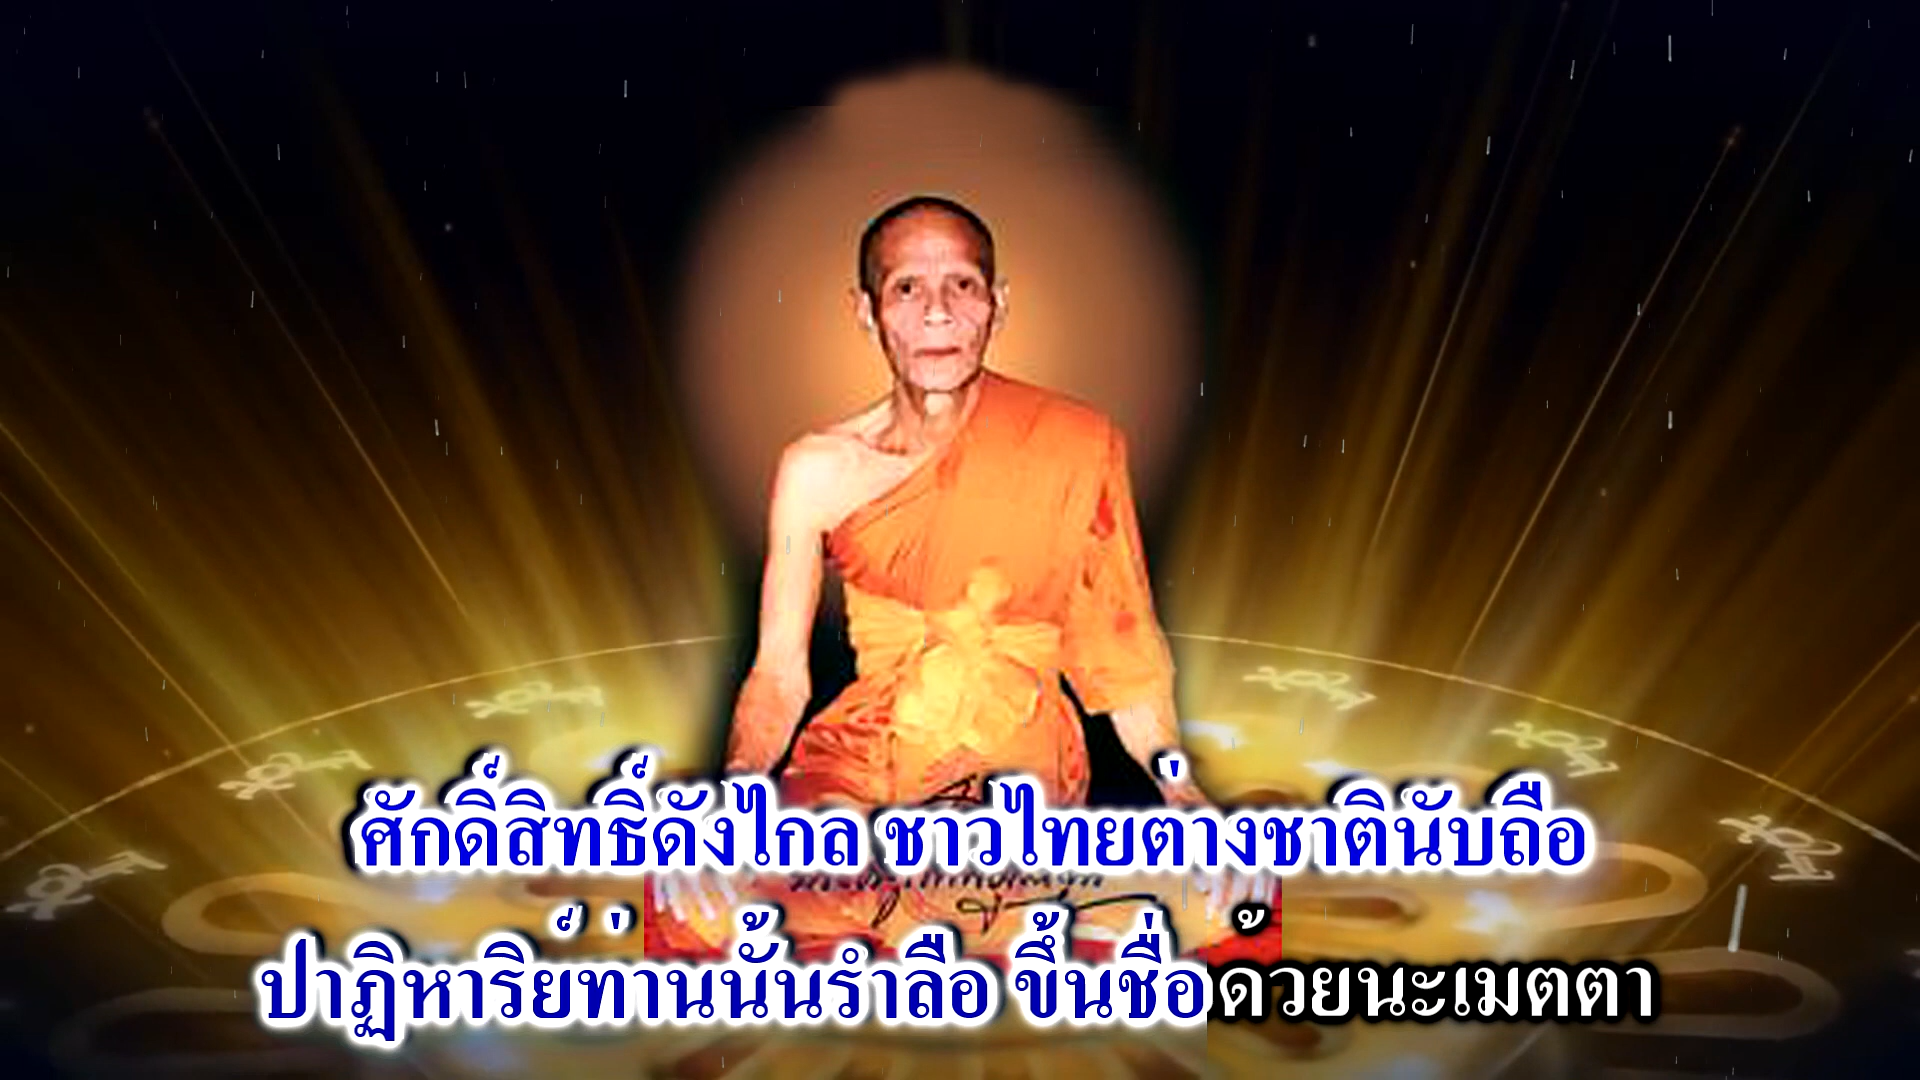 ศักดิ์สิทธิ์ดังไกล ชาวไทยต่างชาตินับถือ
ปาฏิหาริย์ท่านนั้นรำลือ ขึ้นชื่อด้วยนะเมตตา